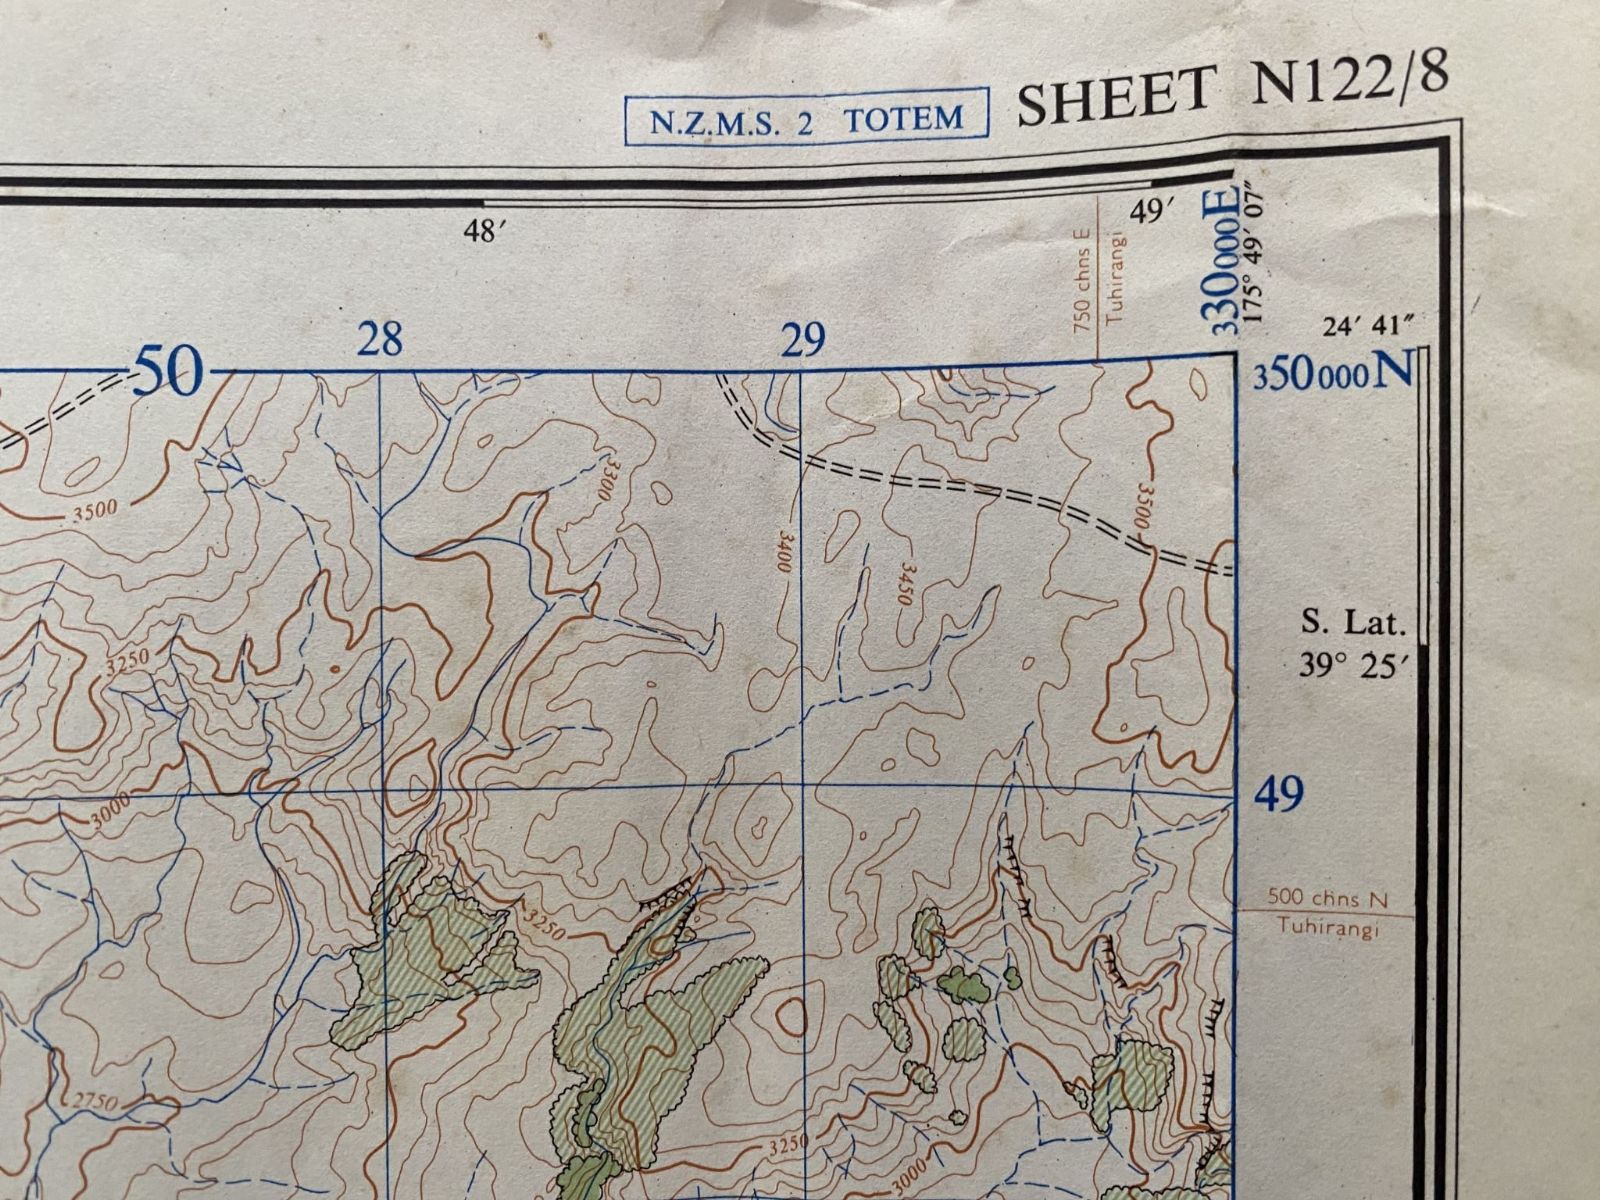 N.Z.M.S. 2 TOTEM
SHEET N122/8
48′
49′
750 chns E
Tuhirangi
330000E
175° 49′ 07″
24′ 41″
350000N
50
28
29
3500
3300
3400
3450
3500
S. Lat.
39° 25′
3250
3000
49
500 chns N
Tuhirangi
3250
2750
3250
3000